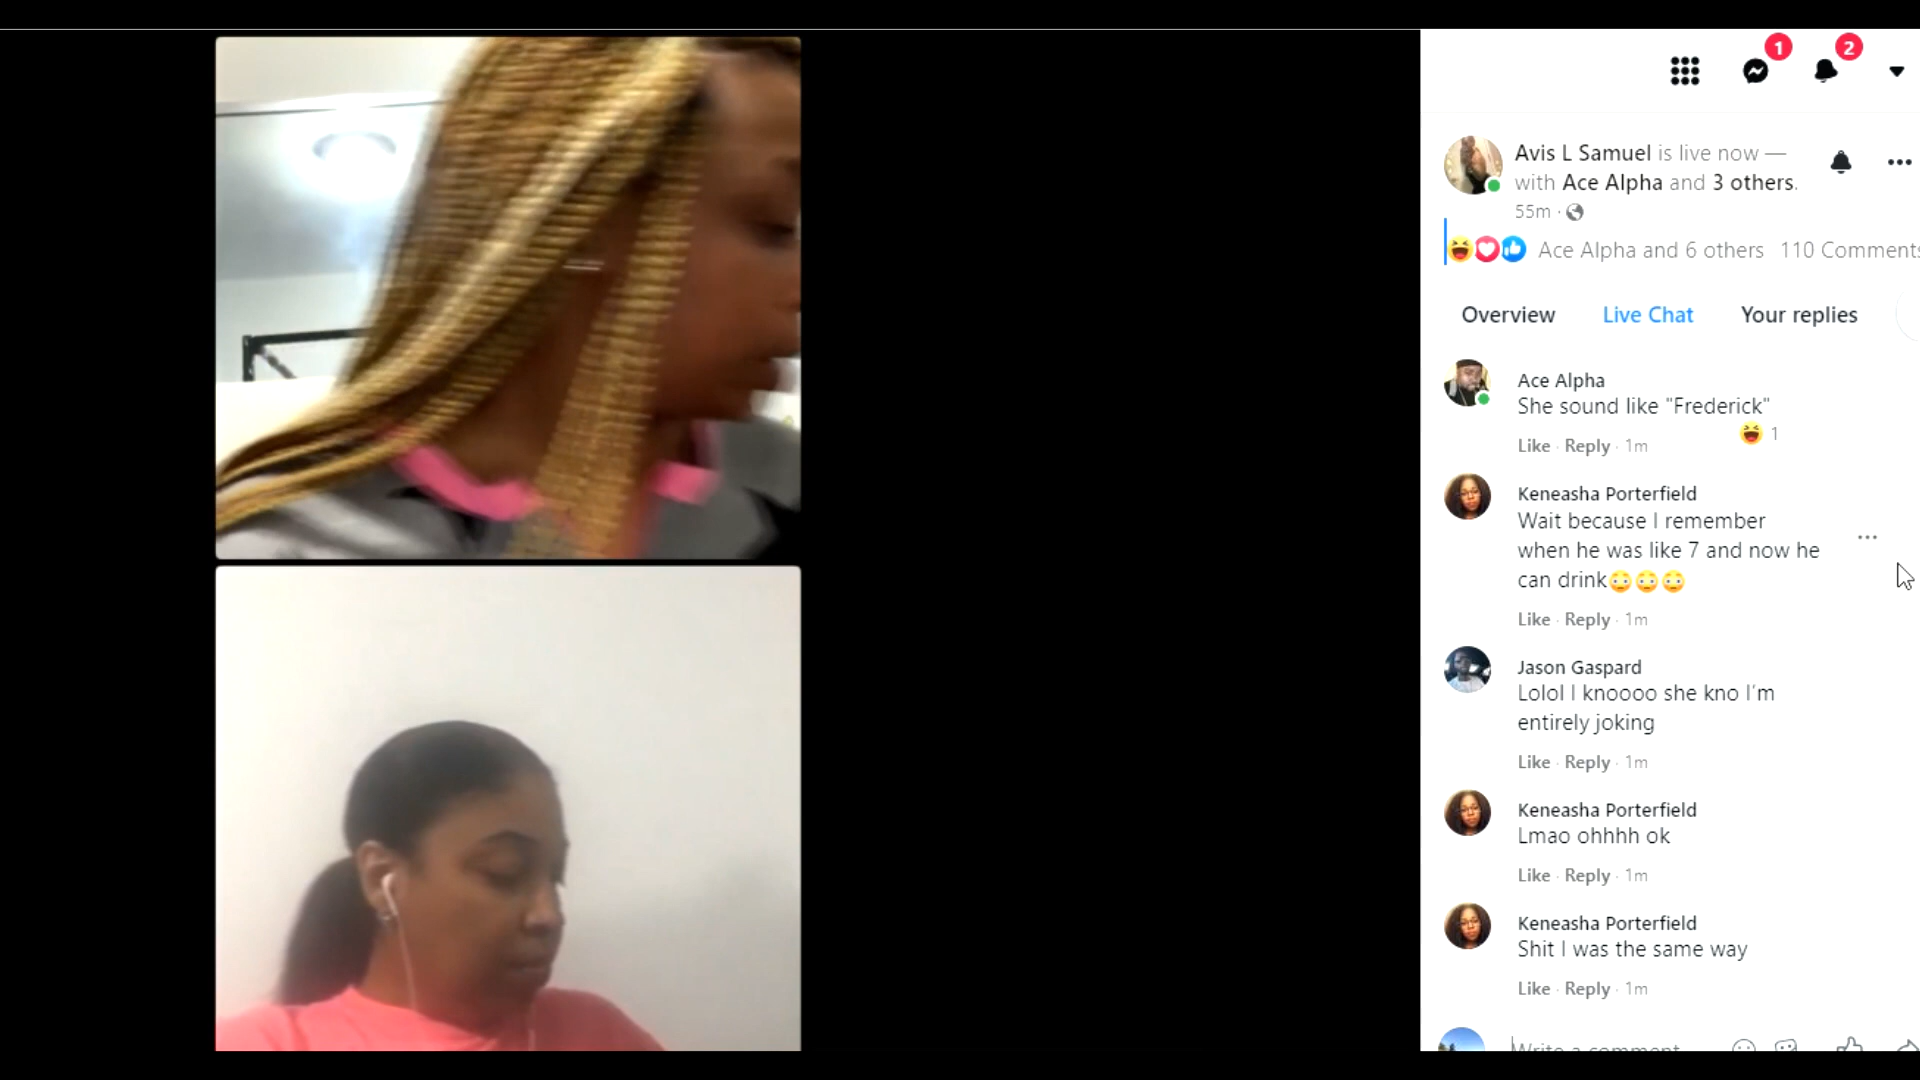 1
2
Avis L Samuel is live now —
with Ace Alpha and 3 others.
55m ·
Ace Alpha and 6 others 110 Comments
Overview Live Chat Your replies
Ace Alpha
She sound like "Frederick"
1
Like · Reply · 1m
Keneasha Porterfield
Wait because I remember
when he was like 7 and now he
can drink😳😳😳
Like · Reply · 1m
Jason Gaspard
Lolol I knoooo she kno I'm
entirely joking
Like · Reply · 1m
Keneasha Porterfield
Lmao ohhhh ok
Like · Reply · 1m
Keneasha Porterfield
Shit I was the same way
Like · Reply · 1m
Write a comment